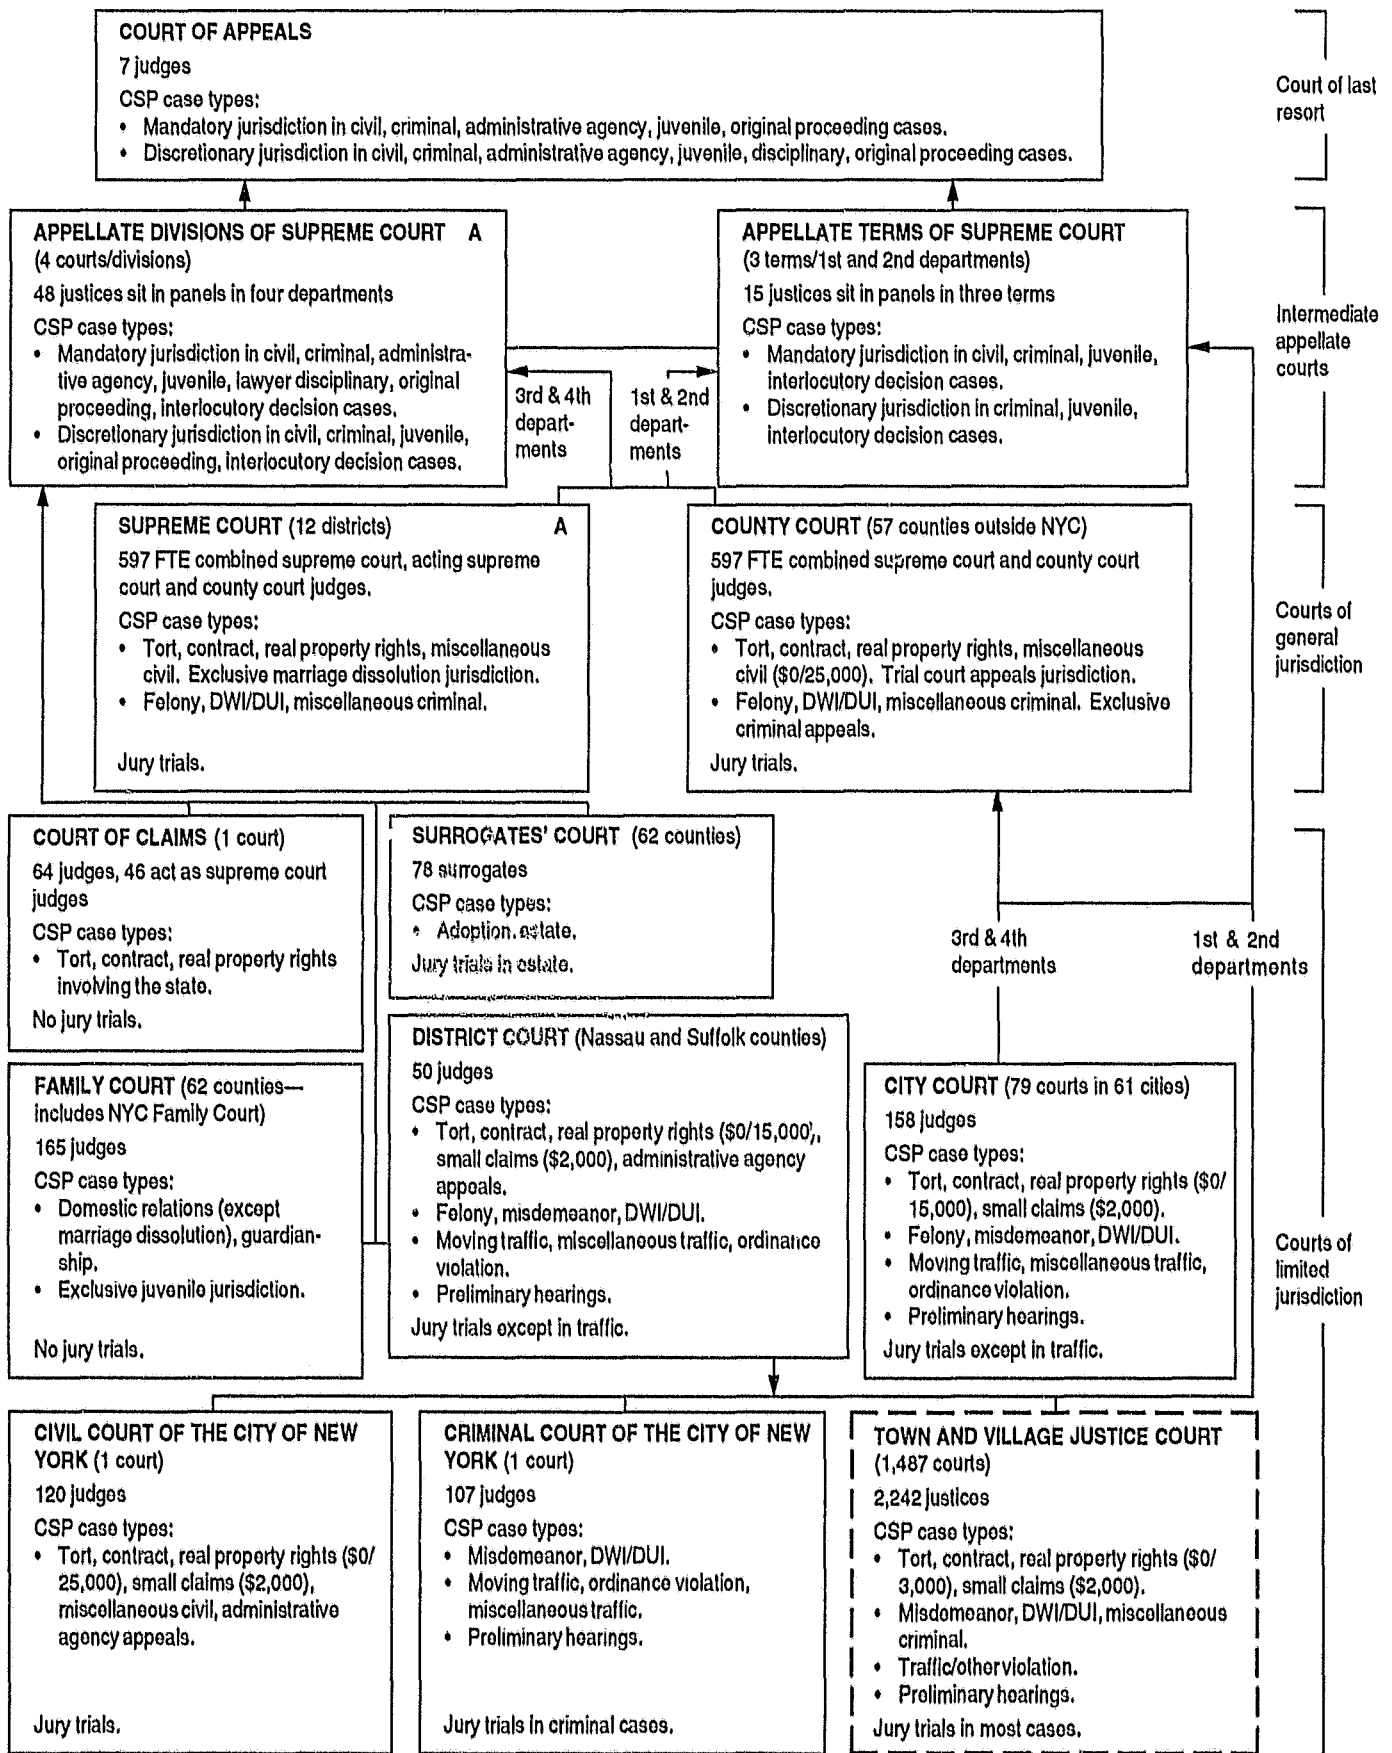 COURT OF APPEALS
7 judges
CSP case types:
• Mandatory jurisdiction in civil, criminal, administrative agency, juvenile, original proceeding cases.
• Discretionary jurisdiction in civil, criminal, administrative agency, juvenile, disciplinary, original proceeding cases.
Court of last
resort
APPELLATE DIVISIONS OF SUPREME COURT A
(4 courts/divisions)
48 justices sit in panels in four departments
CSP case types:
• Mandatory jurisdiction in civil, criminal, administra-
tive agency, juvenile, lawyer disciplinary, original
proceeding, interlocutory decision cases.
• Discretionary jurisdiction in civil, criminal, juvenile,
original proceeding, interlocutory decision cases.
3rd & 4th
depart-
ments
1st & 2nd
depart-
ments
APPELLATE TERMS OF SUPREME COURT
(3 terms/1st and 2nd departments)
15 justices sit in panels in three terms
CSP case types:
• Mandatory jurisdiction in civil, criminal, juvenile,
interlocutory decision cases.
• Discretionary jurisdiction in criminal, juvenile,
interlocutory decision cases.
Intermediate
appellate
courts
SUPREME COURT (12 districts) A
597 FTE combined supreme court, acting supreme
court and county court judges.
CSP case types:
• Tort, contract, real property rights, miscellaneous
civil. Exclusive marriage dissolution jurisdiction.
• Felony, DWI/DUI, miscellaneous criminal.
Jury trials.
COUNTY COURT (57 counties outside NYC)
597 FTE combined supreme court and county court
judges.
CSP case types:
• Tort, contract, real property rights, miscellaneous
civil ($0/25,000). Trial court appeals jurisdiction.
• Felony, DWI/DUI, miscellaneous criminal. Exclusive
criminal appeals.
Jury trials.
Courts of
general
jurisdiction
COURT OF CLAIMS (1 court)
64 judges, 46 act as supreme court
judges
CSP case types:
• Tort, contract, real property rights
involving the state.
No jury trials.
SURROGATES' COURT (62 counties)
78 surrogates
CSP case types:
• Adoption, estate.
Jury trials in estate.
3rd & 4th
departments
1st & 2nd
departments
FAMILY COURT (62 counties—
includes NYC Family Court)
165 judges
CSP case types:
• Domestic relations (except
marriage dissolution), guardian-
ship.
• Exclusive juvenile jurisdiction.
No jury trials.
DISTRICT COURT (Nassau and Suffolk counties)
50 judges
CSP case types:
• Tort, contract, real property rights ($0/15,000),
small claims ($2,000), administrative agency
appeals.
• Felony, misdemeanor, DWI/DUI.
• Moving traffic, miscellaneous traffic, ordinance
violation.
• Preliminary hearings.
Jury trials except in traffic.
CITY COURT (79 courts in 61 cities)
158 judges
CSP case types:
• Tort, contract, real property rights ($0/
15,000), small claims ($2,000).
• Felony, misdemeanor, DWI/DUI.
• Moving traffic, miscellaneous traffic,
ordinance violation.
• Preliminary hearings.
Jury trials except in traffic.
Courts of
limited
jurisdiction
CIVIL COURT OF THE CITY OF NEW
YORK (1 court)
120 judges
CSP case types:
• Tort, contract, real property rights ($0/
25,000), small claims ($2,000),
miscellaneous civil, administrative
agency appeals.
Jury trials.
CRIMINAL COURT OF THE CITY OF NEW
YORK (1 court)
107 judges
CSP case types:
• Misdemeanor, DWI/DUI.
• Moving traffic, ordinance violation,
miscellaneous traffic.
• Preliminary hearings.
Jury trials in criminal cases.
TOWN AND VILLAGE JUSTICE COURT
(1,487 courts)
2,242 justices
CSP case types:
• Tort, contract, real property rights ($0/
3,000), small claims ($2,000).
• Misdemeanor, DWI/DUI, miscellaneous
criminal.
• Traffic/other violation.
• Preliminary hearings.
Jury trials in most cases.